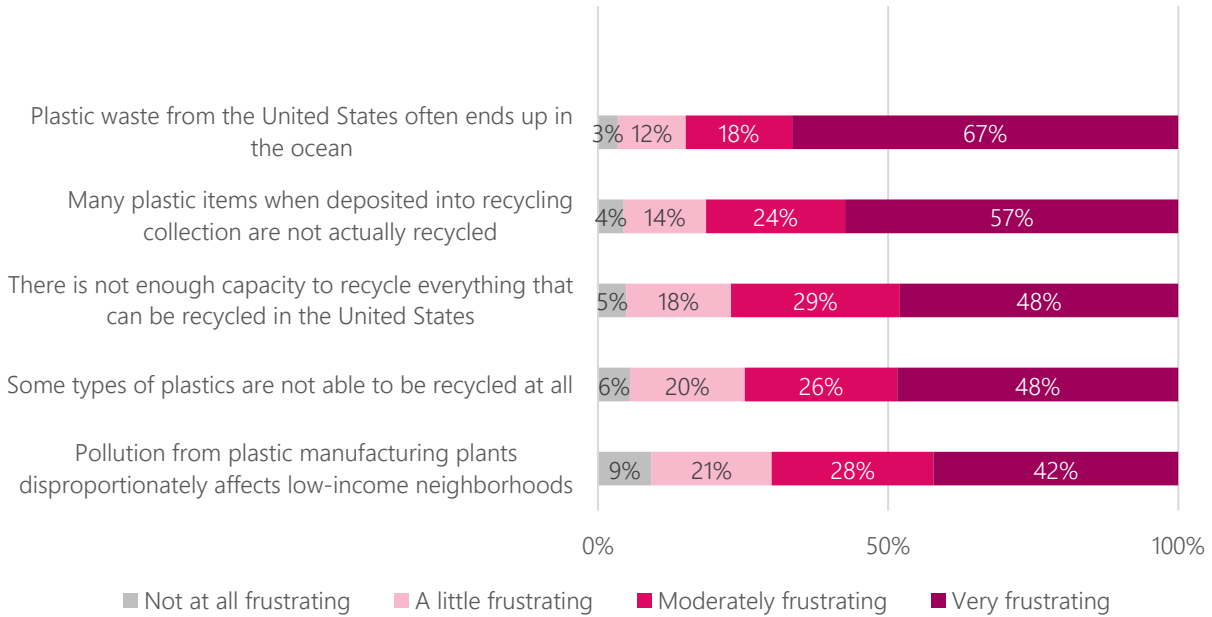 Plastic waste from the United States often ends up in
the ocean
3% 12% 18% 67%
Many plastic items when deposited into recycling
collection are not actually recycled
4% 14% 24% 57%
There is not enough capacity to recycle everything that
can be recycled in the United States
5% 18% 29% 48%
Some types of plastics are not able to be recycled at all
6% 20% 26% 48%
Pollution from plastic manufacturing plants
disproportionately affects low-income neighborhoods
9% 21% 28% 42%
0% 50% 100%
Not at all frustrating A little frustrating Moderately frustrating Very frustrating